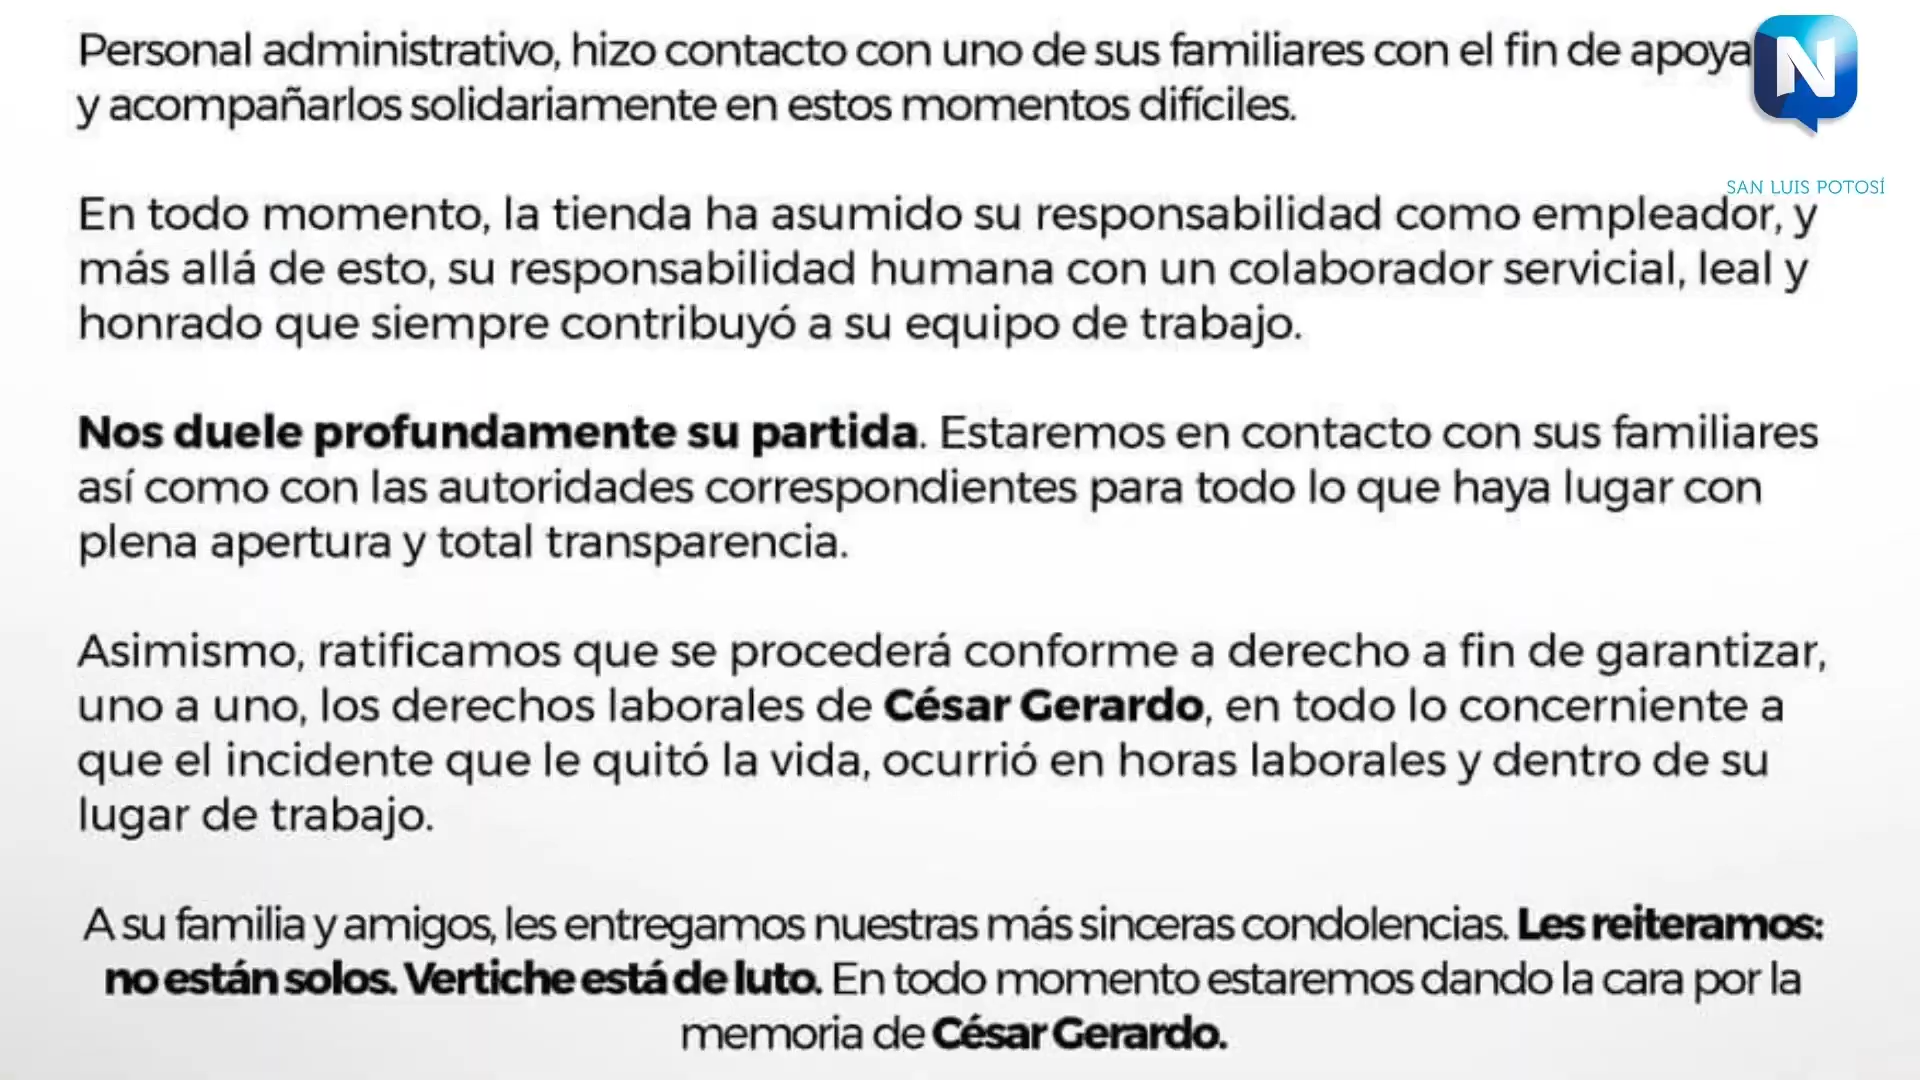 Personal administrativo, hizo contacto con uno de sus familiares con el fin de apoya
y acompañarlos solidariamente en estos momentos difíciles.
N
SAN LUIS POTOSÍ
En todo momento, la tienda ha asumido su responsabilidad como empleador, y
más allá de esto, su responsabilidad humana con un colaborador servicial, leal y
honrado que siempre contribuyó a su equipo de trabajo.
Nos duele profundamente su partida. Estaremos en contacto con sus familiares
así como con las autoridades correspondientes para todo lo que haya lugar con
plena apertura y total transparencia.
Asimismo, ratificamos que se procederá conforme a derecho a fin de garantizar,
uno a uno, los derechos laborales de César Gerardo, en todo lo concerniente a
que el incidente que le quitó la vida, ocurrió en horas laborales y dentro de su
lugar de trabajo.
A su familia y amigos, les entregamos nuestras más sinceras condolencias. Les reiteramos:
no están solos. Vertiche está de luto. En todo momento estaremos dando la cara por la
memoria de César Gerardo.